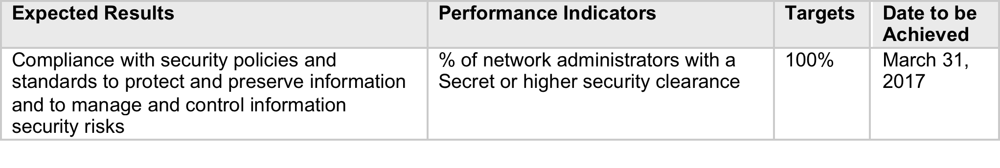 Expected Results
Performance Indicators
Targets
Date to be
Achieved
Compliance with security policies and
standards to protect and preserve information
and to manage and control information
security risks
% of network administrators with a
Secret or higher security clearance
100%
March 31,
2017